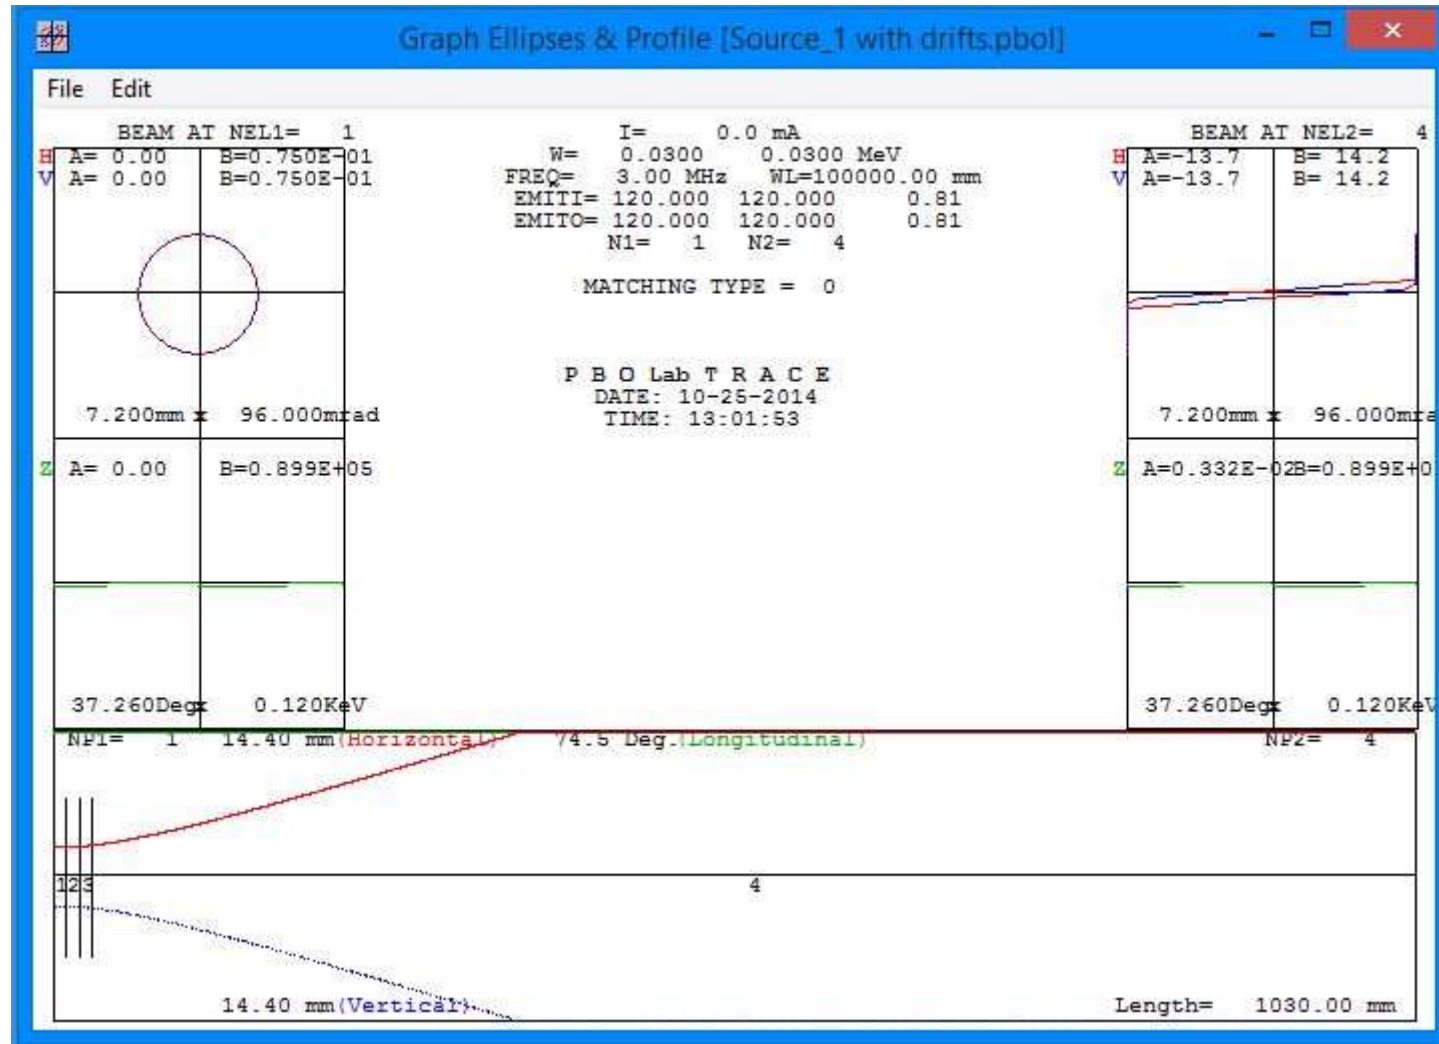 Graph Ellipses & Profile [Source_1 with drifts.pbol]
File Edit
BEAM AT NEL1= 1
H A= 0.00 B=0.750E-01
V A= 0.00 B=0.750E-01
7.200mm x 96.000mrad
Z A= 0.00 B=0.899E+05
37.260Deg x 0.120KeV
I= 0.0 mA
W= 0.0300 0.0300 MeV
FREQ= 3.00 MHz WL=100000.00 mm
EMITI= 120.000 120.000 0.81
EMITO= 120.000 120.000 0.81
N1= 1 N2= 4
MATCHING TYPE = 0
P B O Lab T R A C E
DATE: 10-25-2014
TIME: 13:01:53
BEAM AT NEL2= 4
H A=-13.7 B= 14.2
V A=-13.7 B= 14.2
7.200mm x 96.000mra
Z A=0.332E-02B=0.899E+0
37.260Deg x 0.120KeV
NP1= 1 14.40 mm(Horizontal) 74.5 Deg.(Longitudinal) NP2= 4
123 4
14.40 mm(Vertical) Length= 1030.00 mm